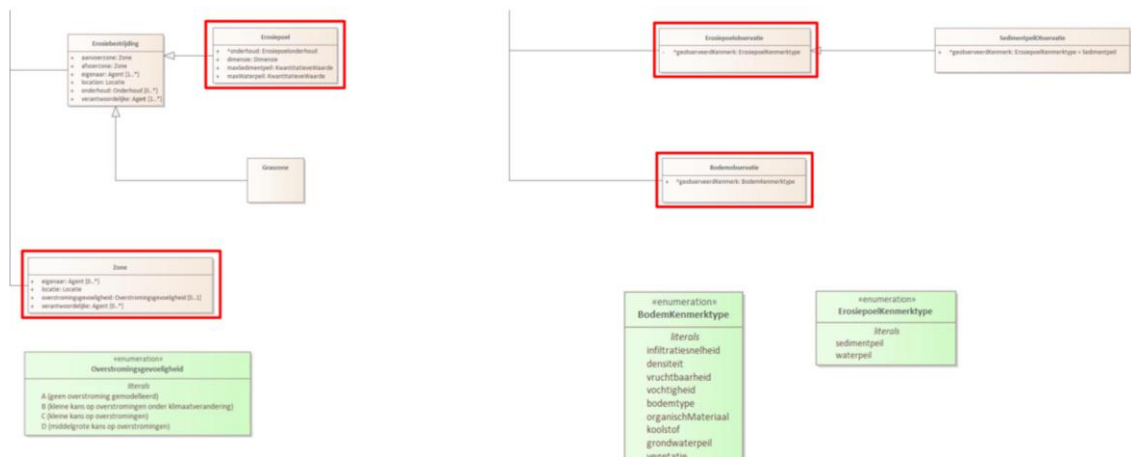 Erosiebestrijding
+ aanvoerzone: Zone
+ afvoerzone: Zone
+ eigenaar: Agent [1..*]
+ location: Locatie
+ onderhoud: Onderhoud [0..*]
+ verantwoordelijke: Agent [1..*]
Erosiepoel
+ *onderhoud: Erosiepoelonderhoud
+ dimensie: Dimensie
+ maxSedimentpeil: KwantitatieveWaarde
+ maxWaterpeil: KwantitatieveWaarde
Graszone
Zone
+ eigenaar: Agent [0..*]
+ locatie: Locatie
+ overstromingsgevoeligheid: Overstromingsgevoeligheid [0..1]
+ verantwoordelijke: Agent [0..*]
«enumeration»
Overstromingsgevoeligheid
literals
A (geen overstroming gemodelleerd)
B (kleine kans op overstromingen onder klimaatverandering)
C (kleine kans op overstromingen)
D (middelgrote kans op overstromingen)
Erosiepoelobservatie
- *geobserveerdKenmerk: ErosiepoelKenmerktype
SedimentpeilObservatie
+ *geobserveerdKenmerk: ErosiepoelKenmerktype = Sedimentpeil
Bodemobservatie
+ *geobserveerdKenmerk: BodemKenmerktype
«enumeration»
BodemKenmerktype
literals
infiltratiesnelheid
densiteit
vruchtbaarheid
vochtigheid
bodemtype
organischMateriaal
koolstof
grondwaterpeil
vegetatie
«enumeration»
ErosiepoelKenmerktype
literals
sedimentpeil
waterpeil